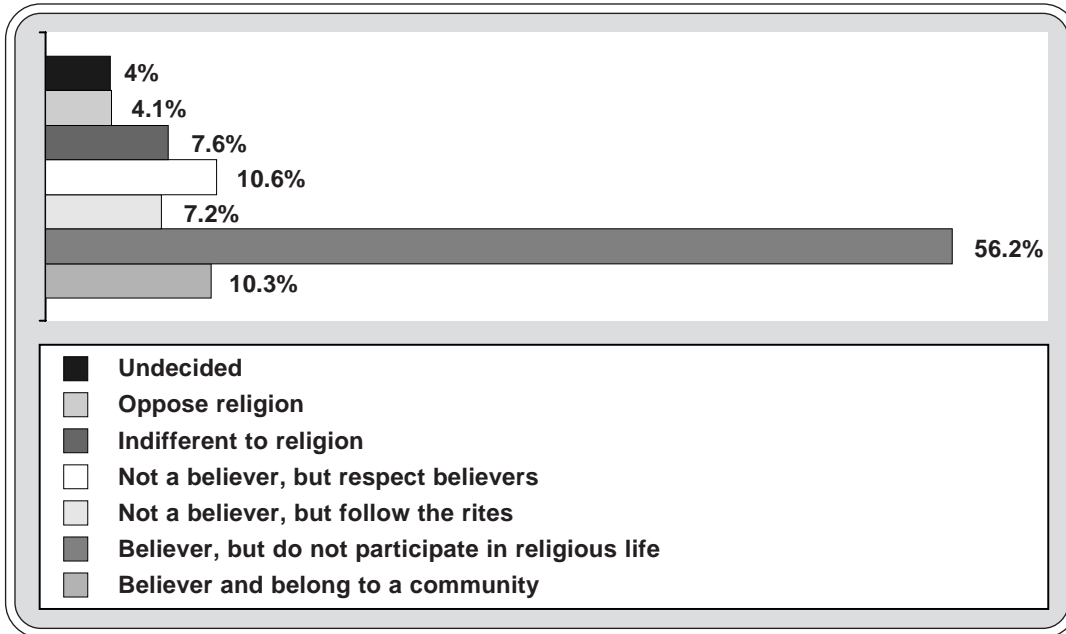 4%
4.1%
7.6%
10.6%
7.2%
56.2%
10.3%
Undecided
Oppose religion
Indifferent to religion
Not a believer, but respect believers
Not a believer, but follow the rites
Believer, but do not participate in religious life
Believer and belong to a community